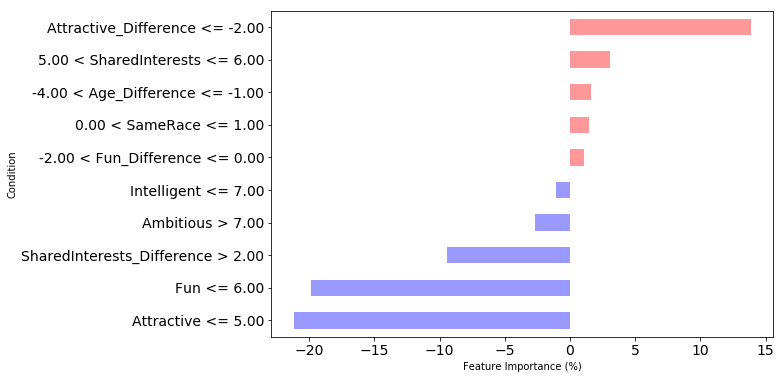 Attractive_Difference <= -2.00
5.00 < SharedInterests <= 6.00
-4.00 < Age_Difference <= -1.00
0.00 < SameRace <= 1.00
-2.00 < Fun_Difference <= 0.00
Intelligent <= 7.00
Ambitious > 7.00
SharedInterests_Difference > 2.00
Fun <= 6.00
Attractive <= 5.00
Condition
−20 −15 −10 −5 0 5 10 15
Feature Importance (%)